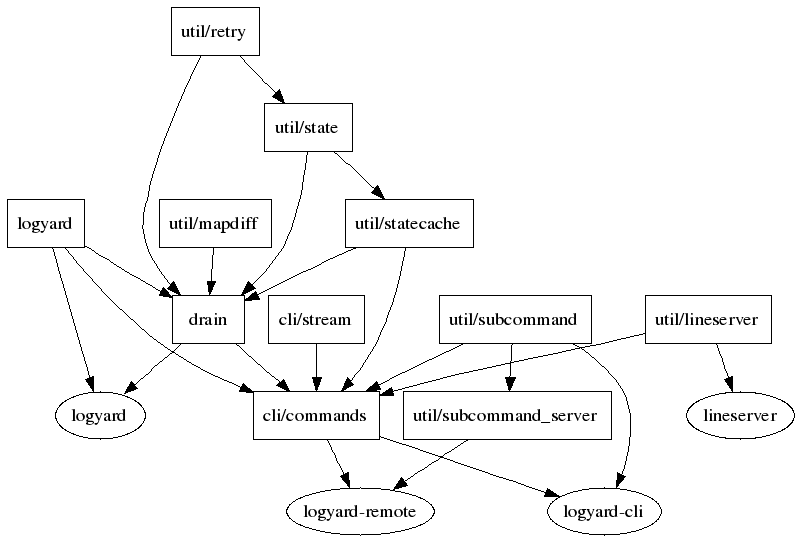 util/retry
util/state
logyard
util/mapdiff
util/statecache
drain
cli/stream
util/subcommand
util/lineserver
logyard
cli/commands
util/subcommand_server
lineserver
logyard-remote
logyard-cli